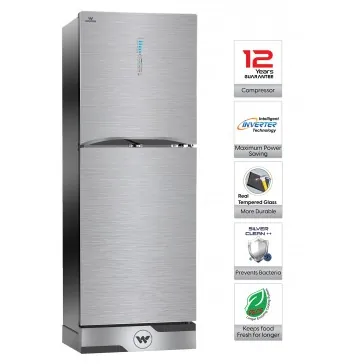 12
Years
GUARANTEE
Compressor
Intelligent
INVERTER
Technology
Maximum Power
Saving
Real
Tempered Glass
More Durable
SILVER
CLEAN ++
Prevents Bacteria
Keeps food
Fresh for longer